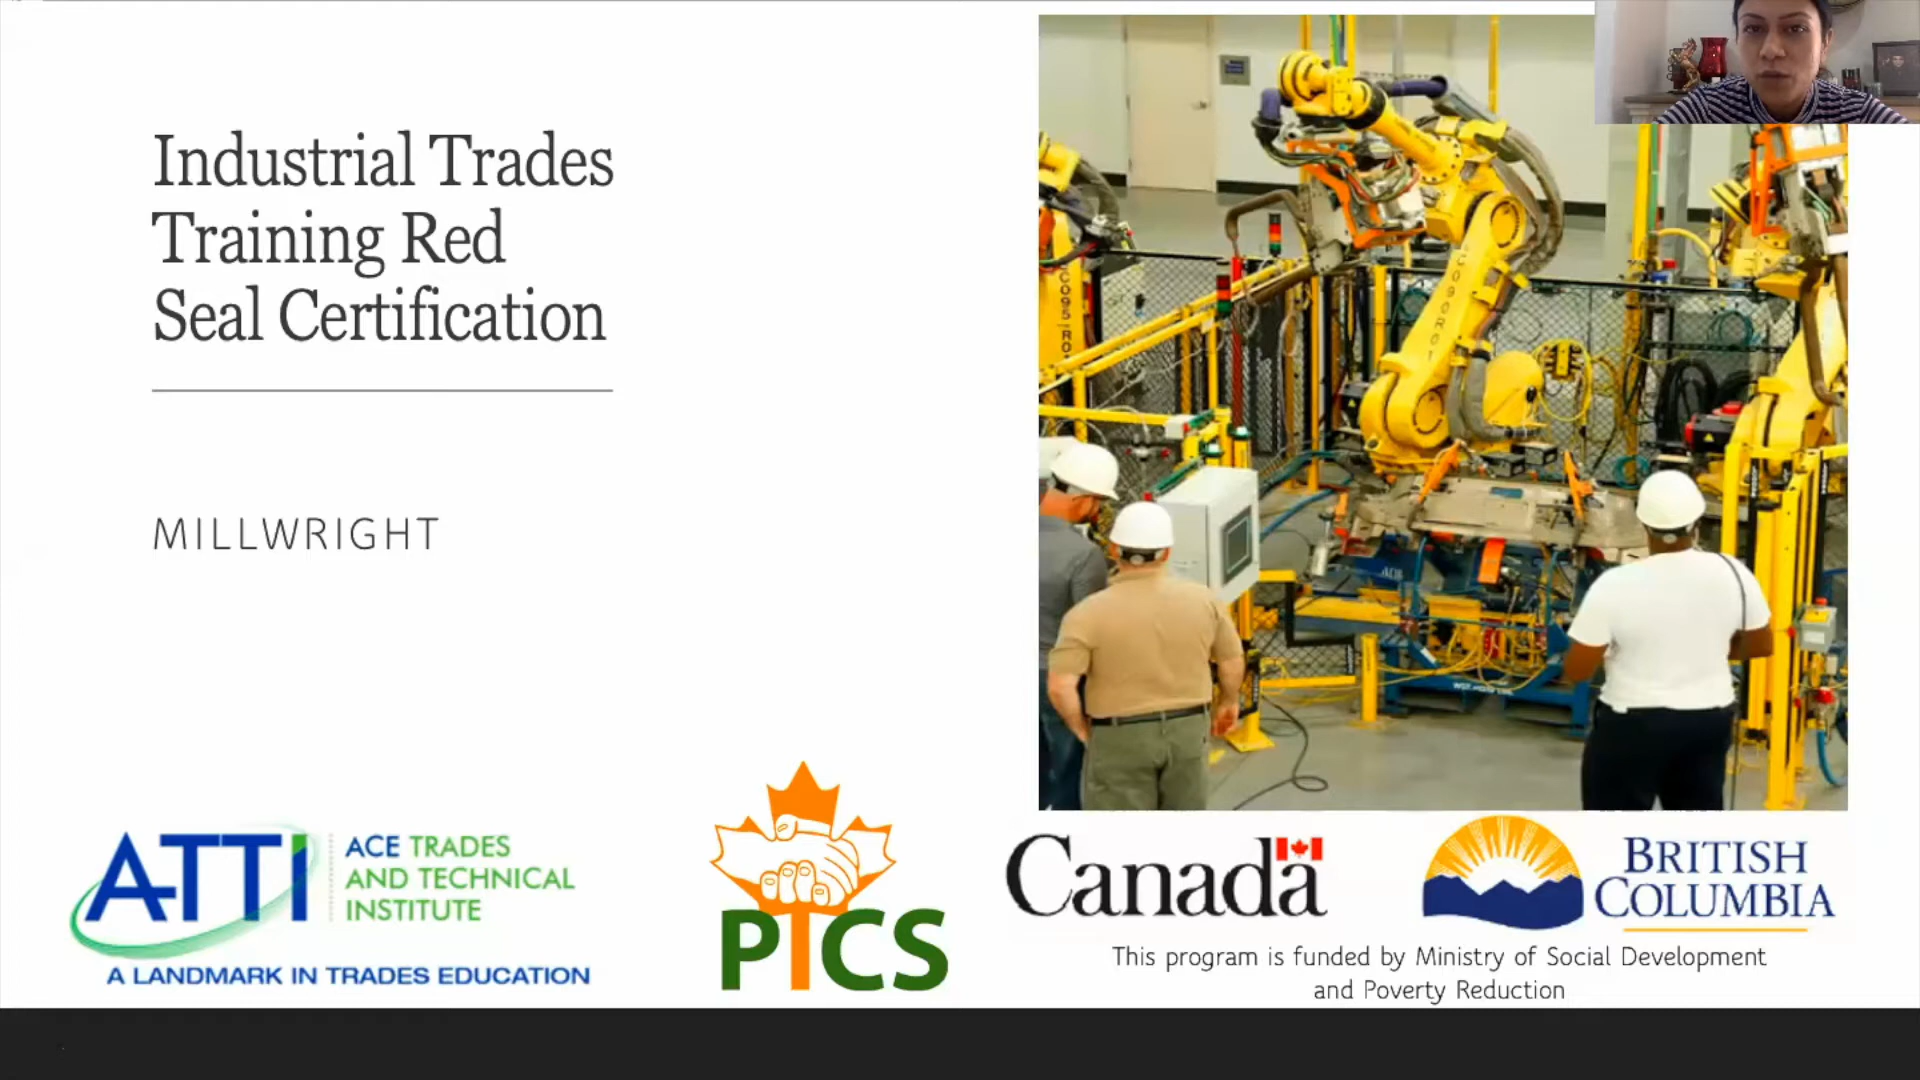 Industrial Trades
Training Red
Seal Certification
MILLWRIGHT
ATTI
ACE TRADES
AND TECHNICAL
INSTITUTE
A LANDMARK IN TRADES EDUCATION
PICS
Canada
BRITISH
COLUMBIA
This program is funded by Ministry of Social Development
and Poverty Reduction